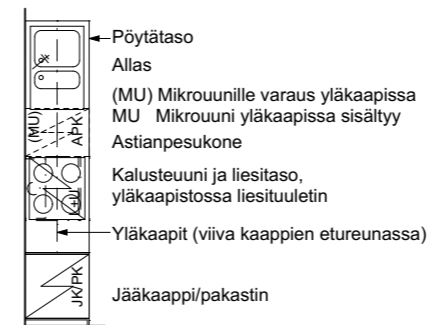 Pöytätaso
Allas
(MU) Mikrouunille varaus yläkaapissa
MU Mikrouuni yläkaapissa sisältyy
Astianpesukone
Kalusteuuni ja liesitaso,
yläkaapistossa liesituuletin
Yläkaapit (viiva kaappien etureunassa)
Jääkaappi/pakastin
(MU)
APK
JK/PK